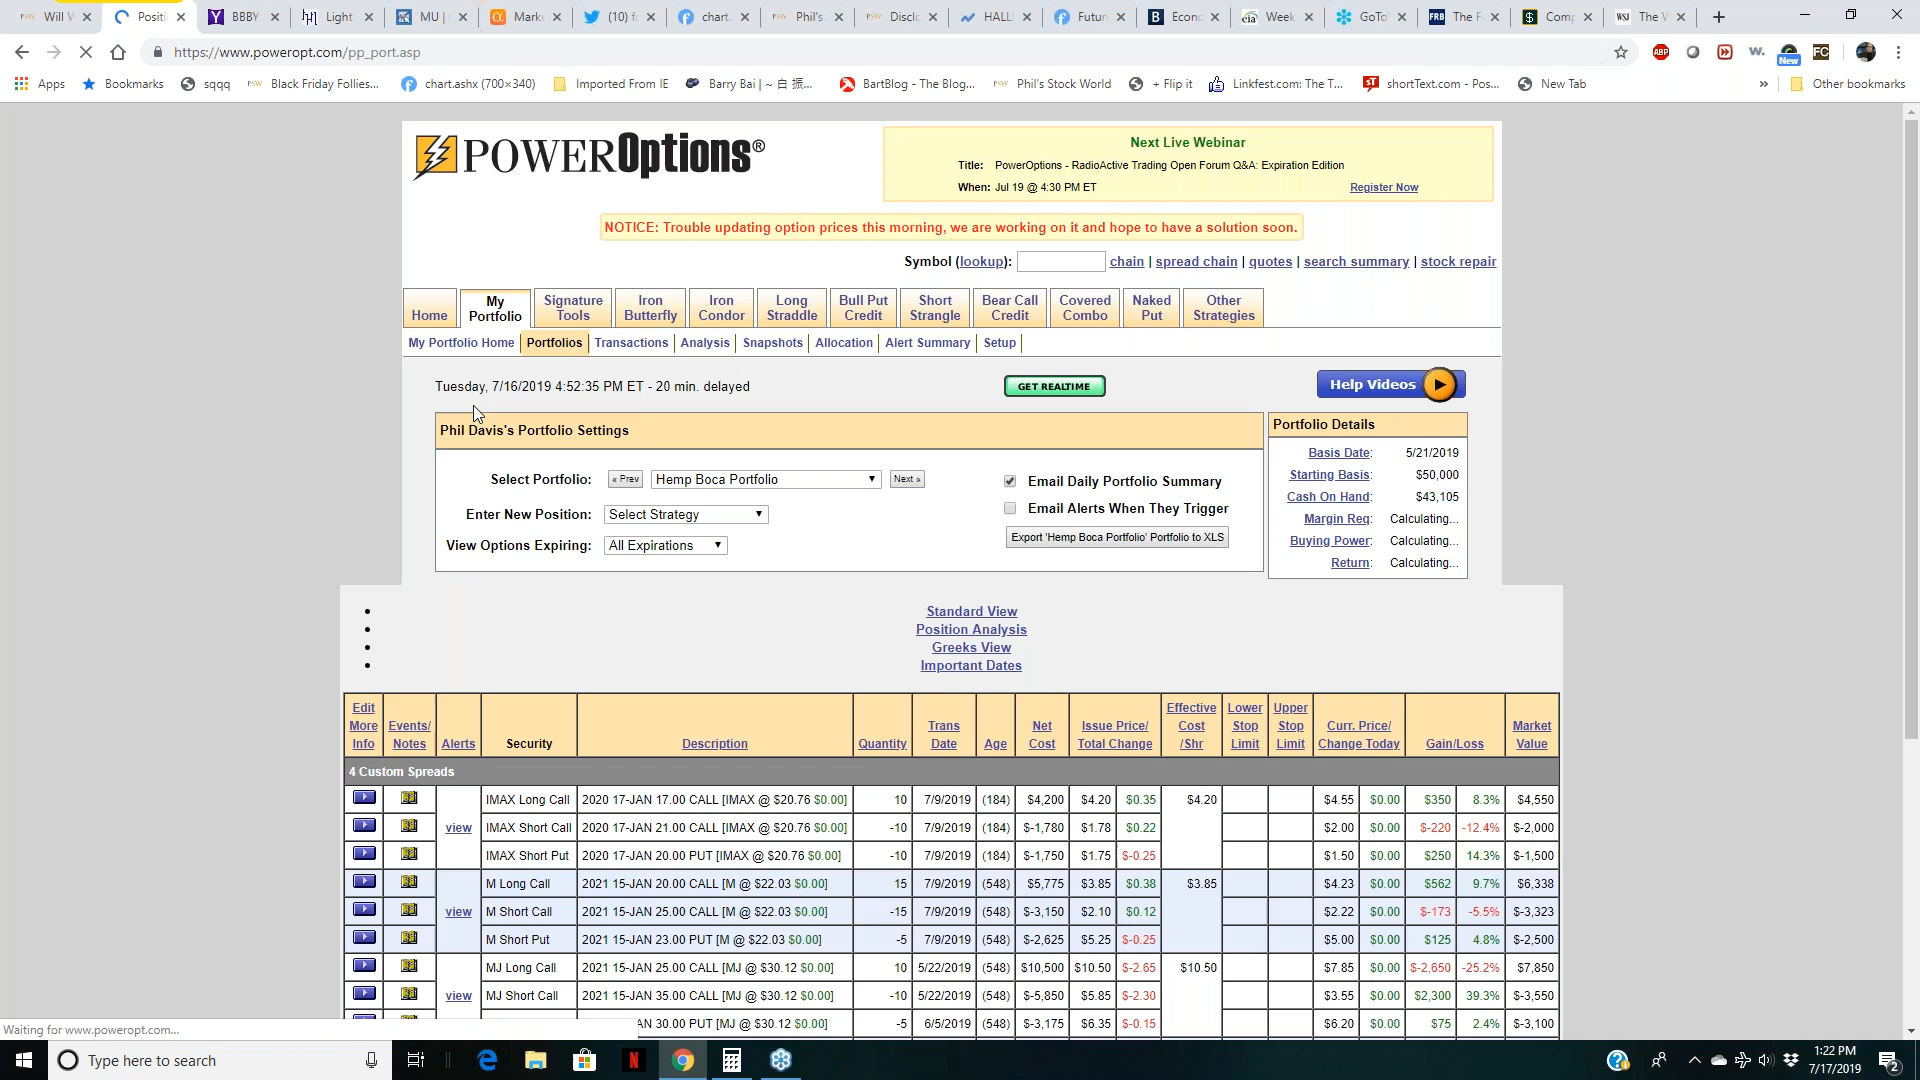 Will V
Positi
BBBY
Light
MU | (
Mark
(10) f
chart.
Phil's
Disclo
HALL
Futur
Econ
Week
GoTo
The F
Comp
The V
https://www.poweropt.com/pp_port.asp
New
Apps
Bookmarks
sqqq
Black Friday Follies...
chart.ashx (700×340)
Imported From IE
Barry Bai | ~ 白 振...
BartBlog - The Blog...
Phil's Stock World
+ Flip it
Linkfest.com: The T...
shortText.com - Pos...
New Tab
»
Other bookmarks
POWEROptions®
Next Live Webinar
Title: PowerOptions - RadioActive Trading Open Forum Q&A: Expiration Edition
When: Jul 19 @ 4:30 PM ET Register Now
NOTICE: Trouble updating option prices this morning, we are working on it and hope to have a solution soon.
Symbol (lookup): chain | spread chain | quotes | search summary | stock repair
Home
My Portfolio
Signature Tools
Iron Butterfly
Iron Condor
Long Straddle
Bull Put Credit
Short Strangle
Bear Call Credit
Covered Combo
Naked Put
Other Strategies
My Portfolio Home | Portfolios | Transactions | Analysis | Snapshots | Allocation | Alert Summary | Setup |
Tuesday, 7/16/2019 4:52:35 PM ET - 20 min. delayed
GET REALTIME
Help Videos
Phil Davis's Portfolio Settings
Select Portfolio: « Prev Hemp Boca Portfolio Next »
Enter New Position: Select Strategy
View Options Expiring: All Expirations
Email Daily Portfolio Summary
Email Alerts When They Trigger
Export 'Hemp Boca Portfolio' Portfolio to XLS
Portfolio Details
Basis Date: 5/21/2019
Starting Basis: $50,000
Cash On Hand: $43,105
Margin Req: Calculating...
Buying Power: Calculating...
Return: Calculating...
• Standard View
• Position Analysis
• Greeks View
• Important Dates
Edit More Info
Events/ Notes
Alerts
Security
Description
Quantity
Trans Date
Age
Net Cost
Issue Price/ Total Change
Effective Cost /Shr
Lower Stop Limit
Upper Stop Limit
Curr. Price/ Change Today
Gain/Loss
Market Value
4 Custom Spreads
IMAX Long Call 2020 17-JAN 17.00 CALL [IMAX @ $20.76 $0.00] 10 7/9/2019 (184) $4,200 $4.20 $0.35 $4.20 $4.55 $0.00 $350 8.3% $4,550
view IMAX Short Call 2020 17-JAN 21.00 CALL [IMAX @ $20.76 $0.00] -10 7/9/2019 (184) $-1,780 $1.78 $0.22 $2.00 $0.00 $-220 -12.4% $-2,000
IMAX Short Put 2020 17-JAN 20.00 PUT [IMAX @ $20.76 $0.00] -10 7/9/2019 (184) $-1,750 $1.75 $-0.25 $1.50 $0.00 $250 14.3% $-1,500
M Long Call 2021 15-JAN 20.00 CALL [M @ $22.03 $0.00] 15 7/9/2019 (548) $5,775 $3.85 $0.38 $3.85 $4.23 $0.00 $562 9.7% $6,338
view M Short Call 2021 15-JAN 25.00 CALL [M @ $22.03 $0.00] -15 7/9/2019 (548) $-3,150 $2.10 $0.12 $2.22 $0.00 $-173 -5.5% $-3,323
M Short Put 2021 15-JAN 23.00 PUT [M @ $22.03 $0.00] -5 7/9/2019 (548) $-2,625 $5.25 $-0.25 $5.00 $0.00 $125 4.8% $-2,500
MJ Long Call 2021 15-JAN 25.00 CALL [MJ @ $30.12 $0.00] 10 5/22/2019 (548) $10,500 $10.50 $-2.65 $10.50 $7.85 $0.00 $-2,650 -25.2% $7,850
view MJ Short Call 2021 15-JAN 35.00 CALL [MJ @ $30.12 $0.00] -10 5/22/2019 (548) $-5,850 $5.85 $-2.30 $3.55 $0.00 $2,300 39.3% $-3,550
AN 30.00 PUT [MJ @ $30.12 $0.00] -5 6/5/2019 (548) $-3,175 $6.35 $-0.15 $6.20 $0.00 $75 2.4% $-3,100
Waiting for www.poweropt.com...
Type here to search
1:22 PM
7/17/2019
2